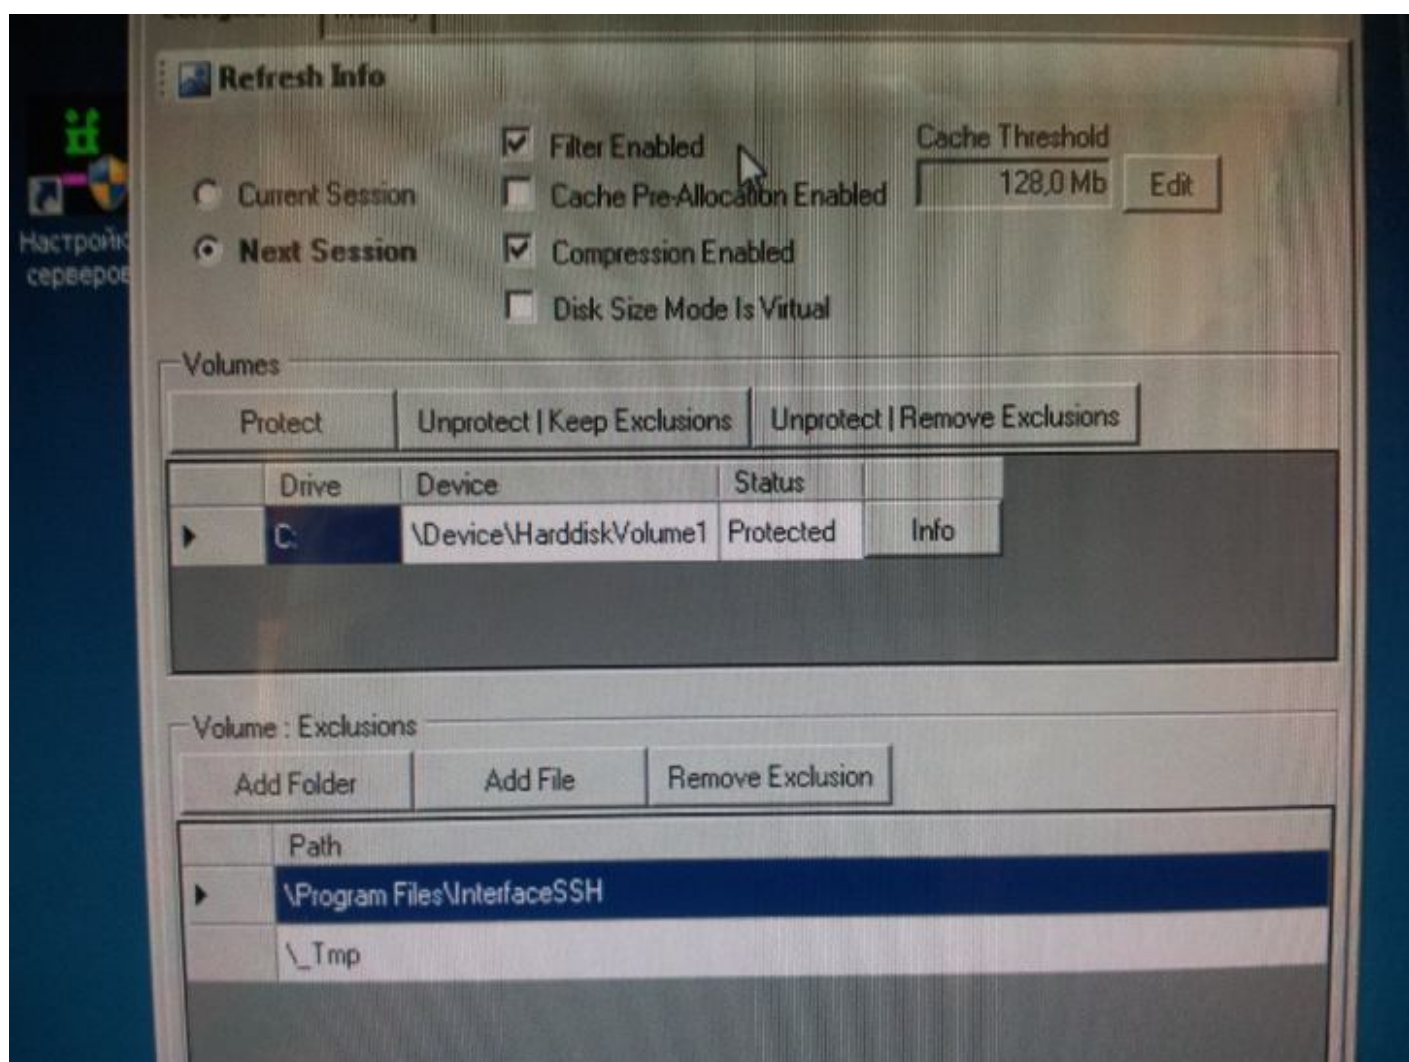 Refresh Info
Filter Enabled
Cache Threshold
Current Session
Cache Pre-Allocation Enabled
128,0 Mb
Edit
Next Session
Compression Enabled
Disk Size Mode Is Virtual
Настройк
серверов
Volumes
Protect
Unprotect | Keep Exclusions
Unprotect | Remove Exclusions
Drive Device Status
C: \Device\HarddiskVolume1 Protected Info
Volume : Exclusions
Add Folder
Add File
Remove Exclusion
Path
\Program Files\InterfaceSSH
\_Tmp